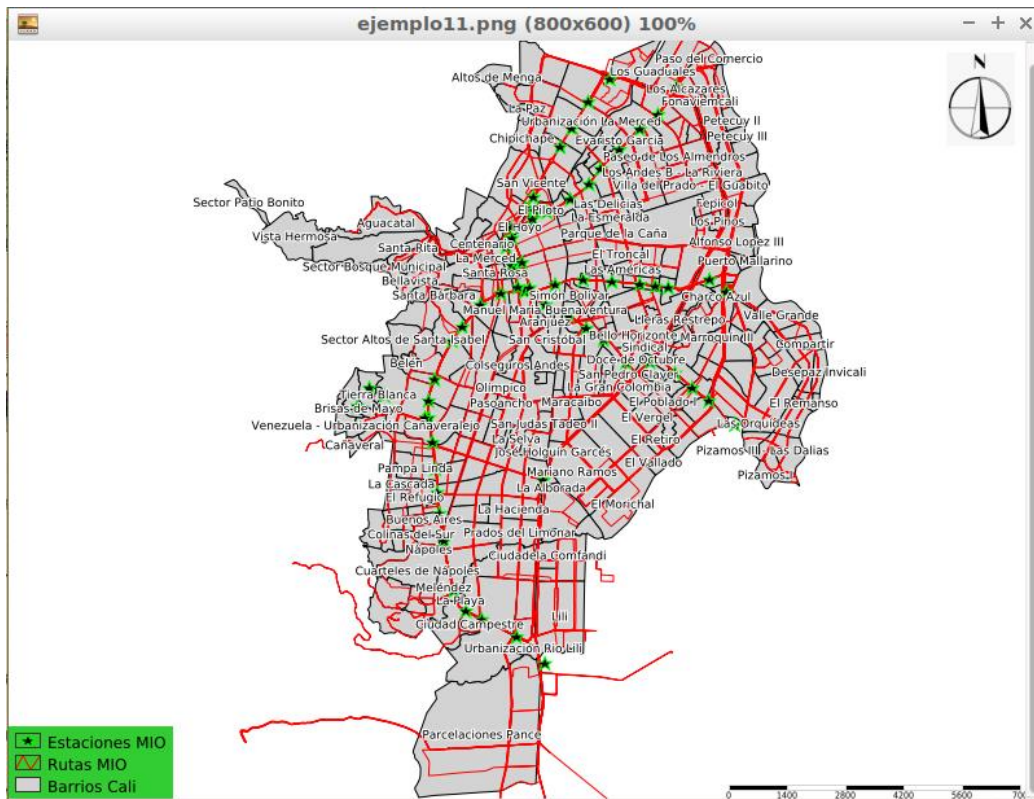 ejemplo11.png (800x600) 100%
N
Paso del Comercio
Los Guaduales
Altos de Menga
Los Alcazares
Fonaviemcali
La Paz
Urbanización La Merced
Petecuy II
Petecuy III
Chipichape
Evaristo García
Paseo de Los Almendros
Los Andes B - La Riviera
San Vicente
Villa del Prado - El Guabito
Sector Patio Bonito
El Piloto
Las Delicias
Fepicol
La Esmeralda
Los Pinos
Aguacatal
El Hoyo
Vista Hermosa
Parque de la Caña
Santa Rita
Centenario
Alfonso Lopez III
La Merced
El Troncal
Puerto Mallarino
Sector Bosque Municipal
Santa Rosa
Las Américas
Bellavista
Santa Bárbara
Simón Bolívar
Charco Azul
Manuel María Buenaventura
Valle Grande
Aranjuez
Lleras Restrepo
Sector Altos de Santa Isabel
San Cristóbal
Bello Horizonte
Marroquin III
Sindical
Compartir
Belén
Colseguros Andes
Doce de Octubre
San Pedro Claver
Desepaz Invicali
Olímpico
La Gran Colombia
Tierra Blanca
Pasoancho
Maracaibo
El Poblado I
El Remanso
Brisas de Mayo
El Vergel
Venezuela - Urbanización Cañaveralejo
San Judas Tadeo II
Las Orquídeas
Cañaveral
La Selva
El Retiro
José Holguín Garcés
Pizamos III - Las Dalias
Pampa Linda
Mariano Ramos
El Vallado
Pizamos I
La Cascada
La Alborada
El Refugio
La Hacienda
El Morichal
Buenos Aires
Colinas del Sur
Prados del Limonar
Nápoles
Ciudadela Comfandi
Cuarteles de Nápoles
Meléndez
La Playa
Ciudad Campestre
Lili
Urbanización Rio Lili
Parcelaciones Pance
Estaciones MIO
Rutas MIO
Barrios Cali
0 1400 2800 4200 5600 700